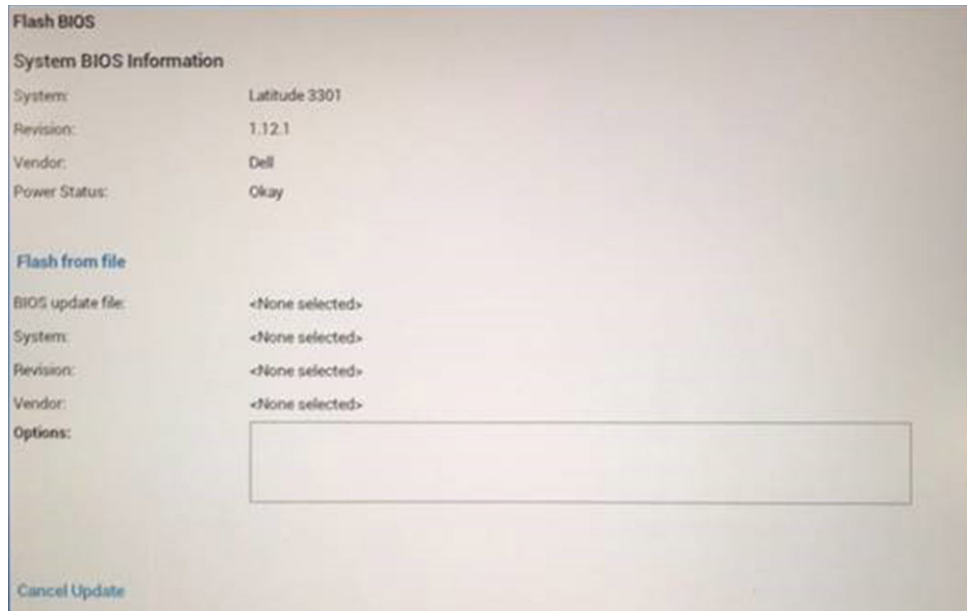 Flash BIOS
System BIOS Information
System: Latitude 3301
Revision: 1.12.1
Vendor: Dell
Power Status: Okay
Flash from file
BIOS update file: <None selected>
System: <None selected>
Revision: <None selected>
Vendor: <None selected>
Options:
Cancel Update